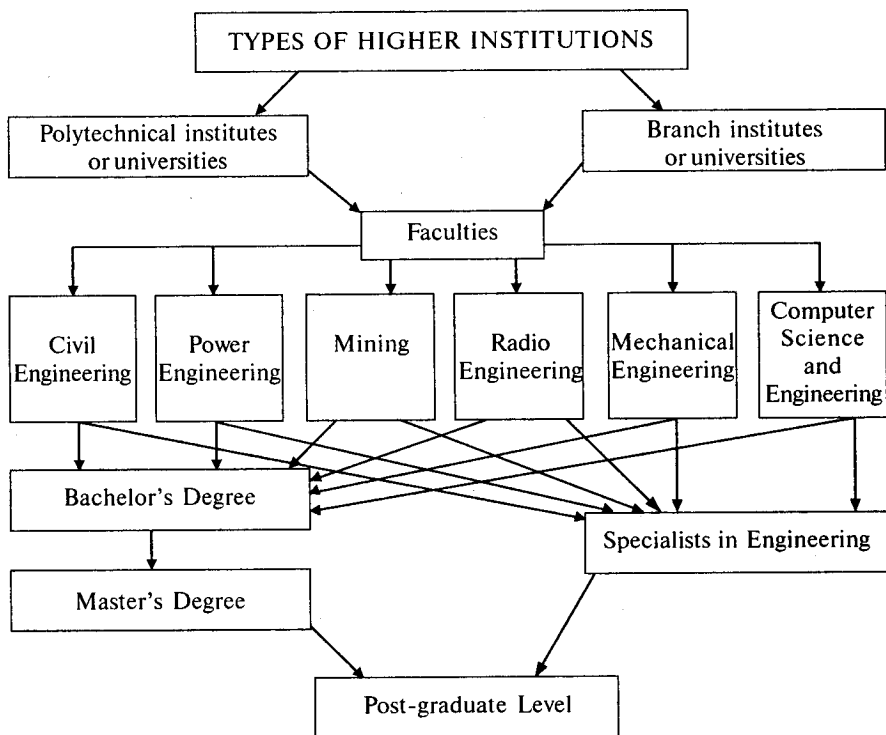 TYPES OF HIGHER INSTITUTIONS
Polytechnical institutes
or universities
Branch institutes
or universities
Faculties
Civil
Engineering
Power
Engineering
Mining
Radio
Engineering
Mechanical
Engineering
Computer
Science
and
Engineering
Bachelor's Degree
Specialists in Engineering
Master's Degree
Post-graduate Level